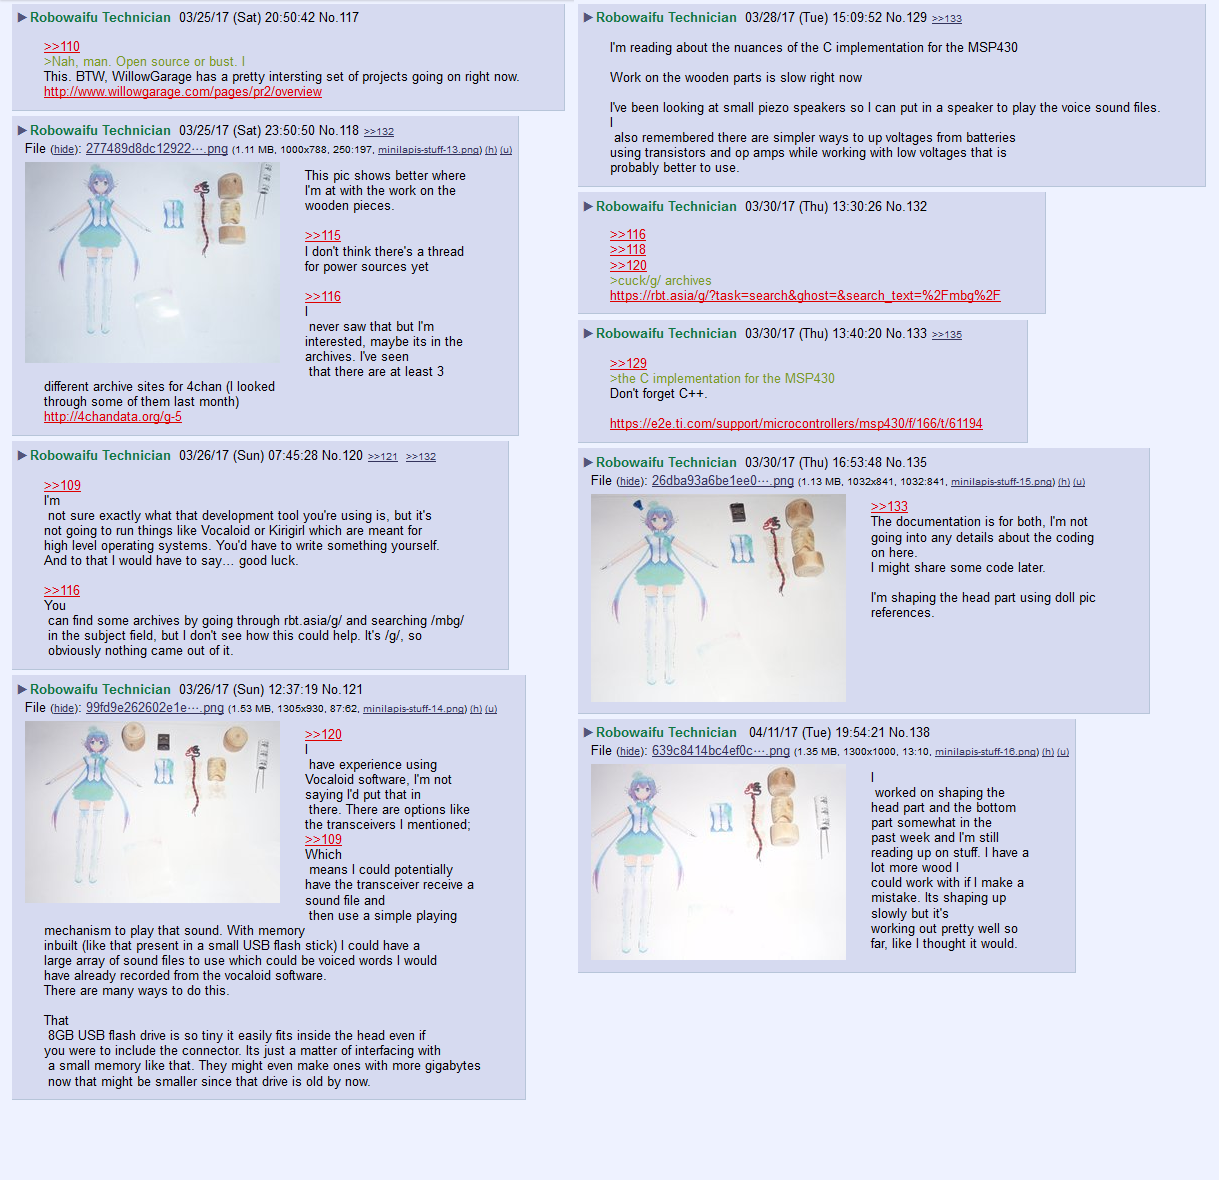 Robowaifu Technician 03/25/17 (Sat) 20:50:42 No.117
>>110
>Nah, man. Open source or bust. I
This. BTW, WillowGarage has a pretty intersting set of projects going on right now.
http://www.willowgarage.com/pages/pr2/overview
Robowaifu Technician 03/25/17 (Sat) 23:50:50 No.118 >>132
File (hide): 277489d8dc12922⋯.png (1.11 MB, 1000x788, 250:197, minilapis-stuff-13.png) (h) (u)
This pic shows better where
I'm at with the work on the
wooden pieces.
>>115
I don't think there's a thread
for power sources yet
>>116
I
never saw that but I'm
interested, maybe its in the
archives. I've seen
that there are at least 3
different archive sites for 4chan (I looked
through some of them last month)
http://4chandata.org/g-5
Robowaifu Technician 03/26/17 (Sun) 07:45:28 No.120 >>121 >>132
>>109
I'm
not sure exactly what that development tool you're using is, but it's
not going to run things like Vocaloid or Kirigirl which are meant for
high level operating systems. You'd have to write something yourself.
And to that I would have to say... good luck.
>>116
You
can find some archives by going through rbt.asia/g/ and searching /mbg/
in the subject field, but I don't see how this could help. It's /g/, so
obviously nothing came out of it.
Robowaifu Technician 03/26/17 (Sun) 12:37:19 No.121
File (hide): 99fd9e262602e1e⋯.png (1.53 MB, 1305x930, 87:62, minilapis-stuff-14.png) (h) (u)
>>120
I
have experience using
Vocaloid software, I'm not
saying I'd put that in
there. There are options like
the transceivers I mentioned;
>>109
Which
means I could potentially
have the transceiver receive a
sound file and
then use a simple playing
mechanism to play that sound. With memory
inbuilt (like that present in a small USB flash stick) I could have a
large array of sound files to use which could be voiced words I would
have already recorded from the vocaloid software.
There are many ways to do this.
That
8GB USB flash drive is so tiny it easily fits inside the head even if
you were to include the connector. Its just a matter of interfacing with
a small memory like that. They might even make ones with more gigabytes
now that might be smaller since that drive is old by now.
Robowaifu Technician 03/28/17 (Tue) 15:09:52 No.129 >>133
I'm reading about the nuances of the C implementation for the MSP430
Work on the wooden parts is slow right now
I've been looking at small piezo speakers so I can put in a speaker to play the voice sound files.
I
also remembered there are simpler ways to up voltages from batteries
using transistors and op amps while working with low voltages that is
probably better to use.
Robowaifu Technician 03/30/17 (Thu) 13:30:26 No.132
>>116
>>118
>>120
>cuck/g/ archives
https://rbt.asia/g/?task=search&ghost=&search_text=%2Fmbg%2F
Robowaifu Technician 03/30/17 (Thu) 13:40:20 No.133 >>135
>>129
>the C implementation for the MSP430
Don't forget C++.
https://e2e.ti.com/support/microcontrollers/msp430/f/166/t/61194
Robowaifu Technician 03/30/17 (Thu) 16:53:48 No.135
File (hide): 26dba93a6be1ee0⋯.png (1.13 MB, 1032x841, 1032:841, minilapis-stuff-15.png) (h) (u)
>>133
The documentation is for both, I'm not
going into any details about the coding
on here.
I might share some code later.
I'm shaping the head part using doll pic
references.
Robowaifu Technician 04/11/17 (Tue) 19:54:21 No.138
File (hide): 639c8414bc4ef0c⋯.png (1.35 MB, 1300x1000, 13:10, minilapis-stuff-16.png) (h) (u)
I
worked on shaping the
head part and the bottom
part somewhat in the
past week and I'm still
reading up on stuff. I have a
lot more wood I
could work with if I make a
mistake. Its shaping up
slowly but it's
working out pretty well so
far, like I thought it would.